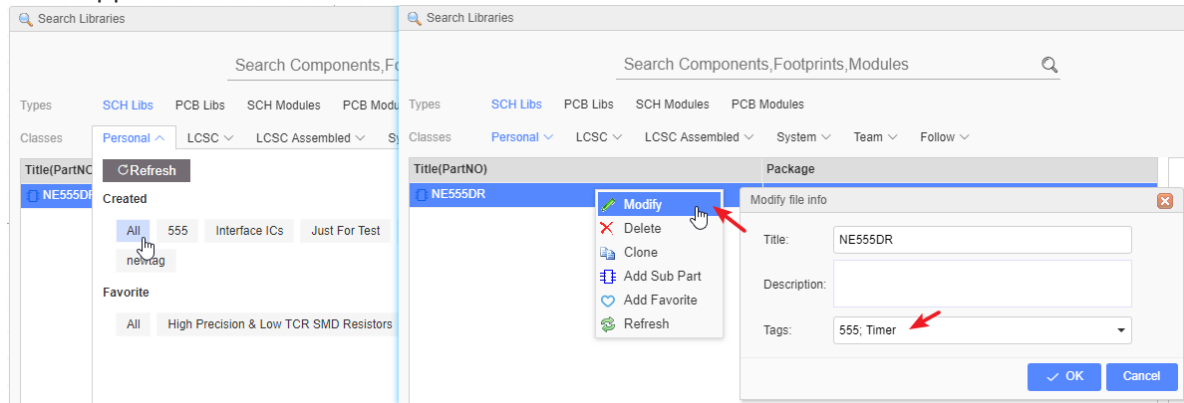 Search Libraries
Search Components,Fo
Types SCH Libs PCB Libs SCH Modules PCB Modu
Classes Personal LCSC LCSC Assembled Sy
Title(PartNO
NE555DR
Refresh
Created
All 555 Interface ICs Just For Test
newtag
Favorite
All High Precision & Low TCR SMD Resistors
Search Libraries
Search Components,Footprints,Modules
Types SCH Libs PCB Libs SCH Modules PCB Modules
Classes Personal LCSC LCSC Assembled System Team Follow
Title(PartNO) Package
NE555DR
Modify
Delete
Clone
Add Sub Part
Add Favorite
Refresh
Modify file info
Title: NE555DR
Description:
Tags: 555; Timer
OK Cancel